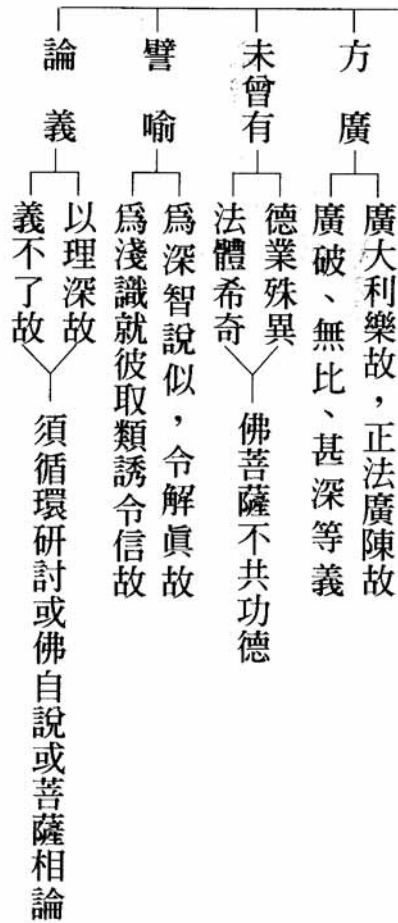 方廣
廣大利樂故，正法廣陳故
廣破、無比、甚深等義
未曾有
德業殊異
法體希奇
佛菩薩不共功德
譬喻
爲深智說似，令解眞故
爲淺識就彼取類誘令信故
論義
以理深故
義不了故
須循環研討或佛自說或菩薩相論